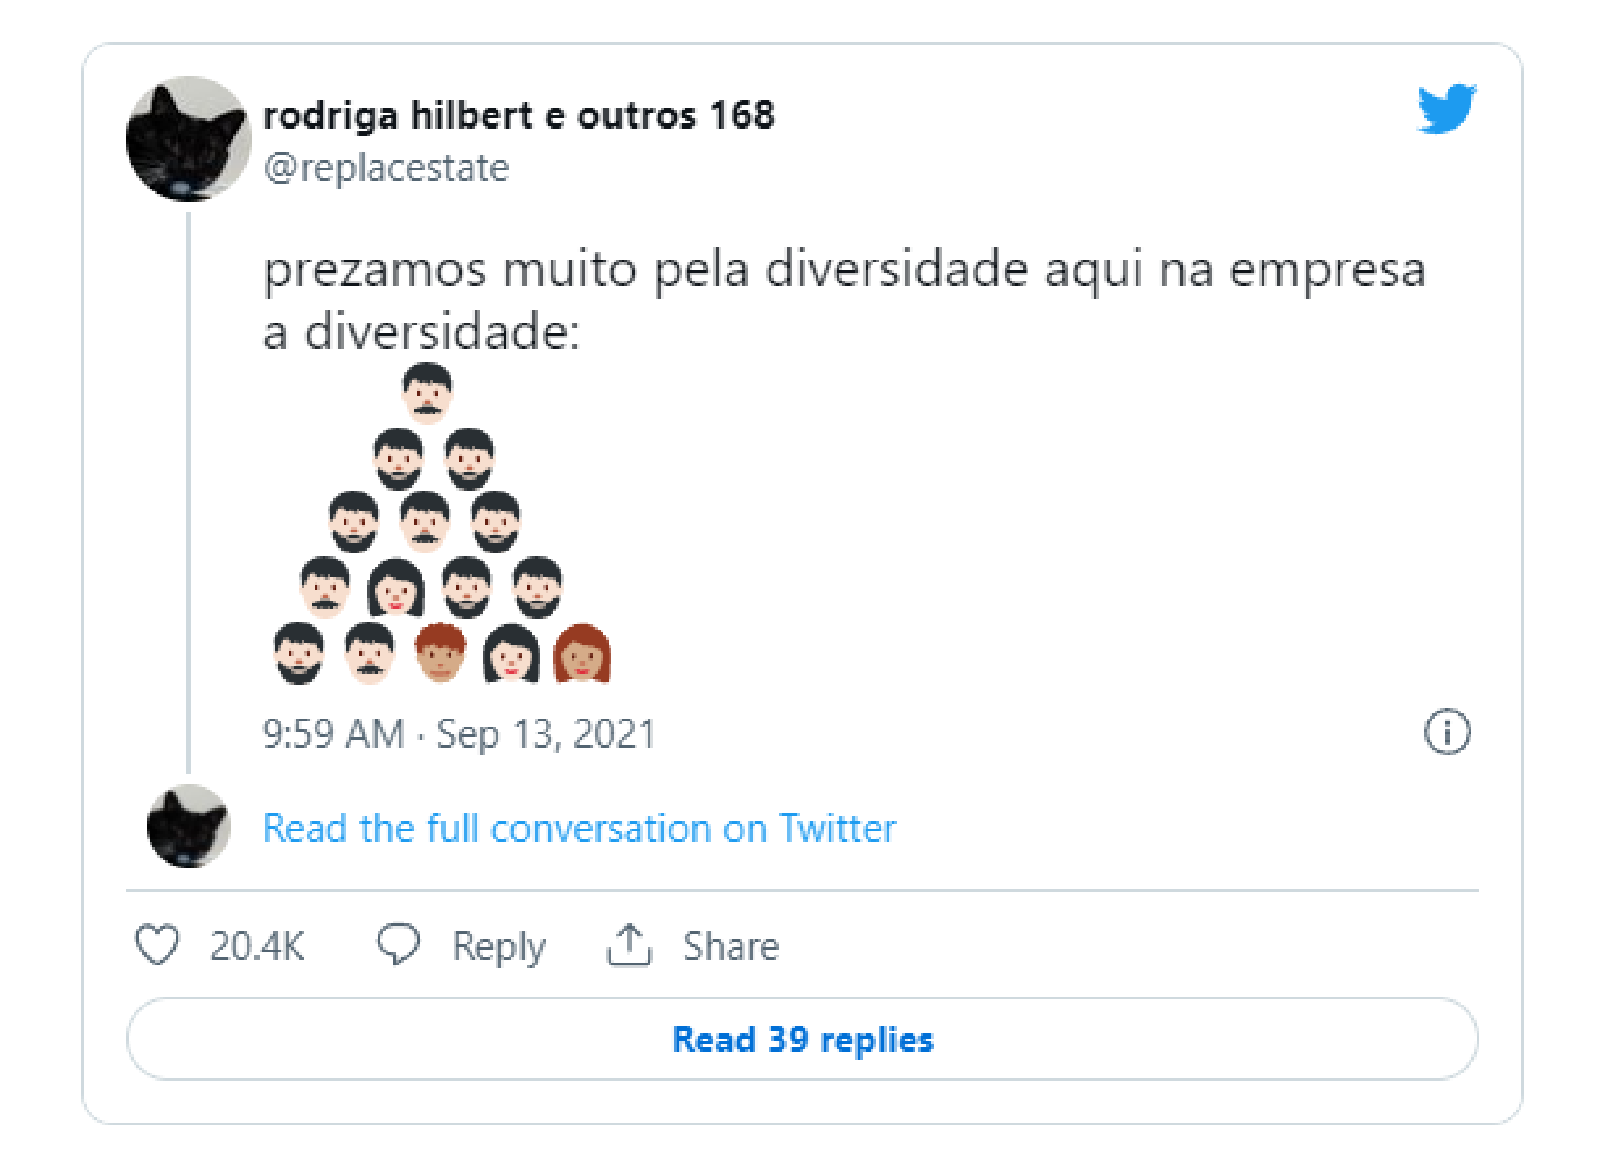 rodriga hilbert e outros 168
@replacestate
prezamos muito pela diversidade aqui na empresa
a diversidade:
9:59 AM · Sep 13, 2021
Read the full conversation on Twitter
20.4K Reply Share
Read 39 replies